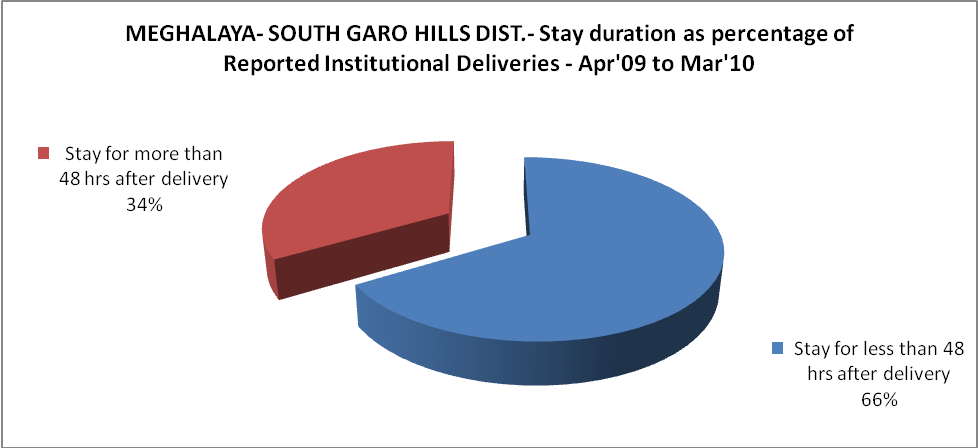 MEGHALAYA- SOUTH GARO HILLS DIST.- Stay duration as percentage of
Reported Institutional Deliveries - Apr'09 to Mar'10
Stay for more than
48 hrs after delivery
34%
Stay for less than 48
hrs after delivery
66%